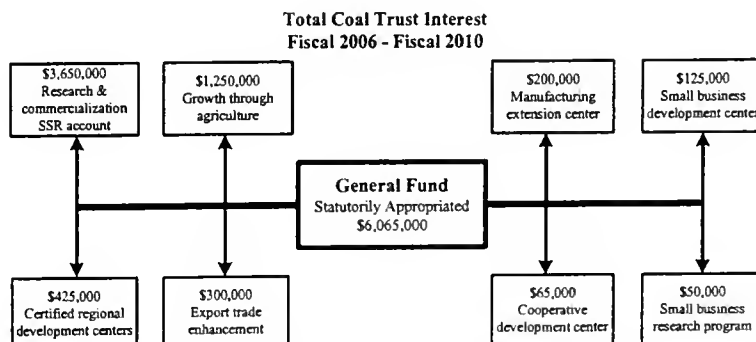 Total Coal Trust Interest
Fiscal 2006 - Fiscal 2010
$3,650,000
Research &
commercialization
SSR account
$1,250,000
Growth through
agriculture
$200,000
Manufacturing
extension center
$125,000
Small business
development center
General Fund
Statutorily Appropriated
$6,065,000
$425,000
Certified regional
development centers
$300,000
Export trade
enhancement
$65,000
Cooperative
development center
$50,000
Small business
research program